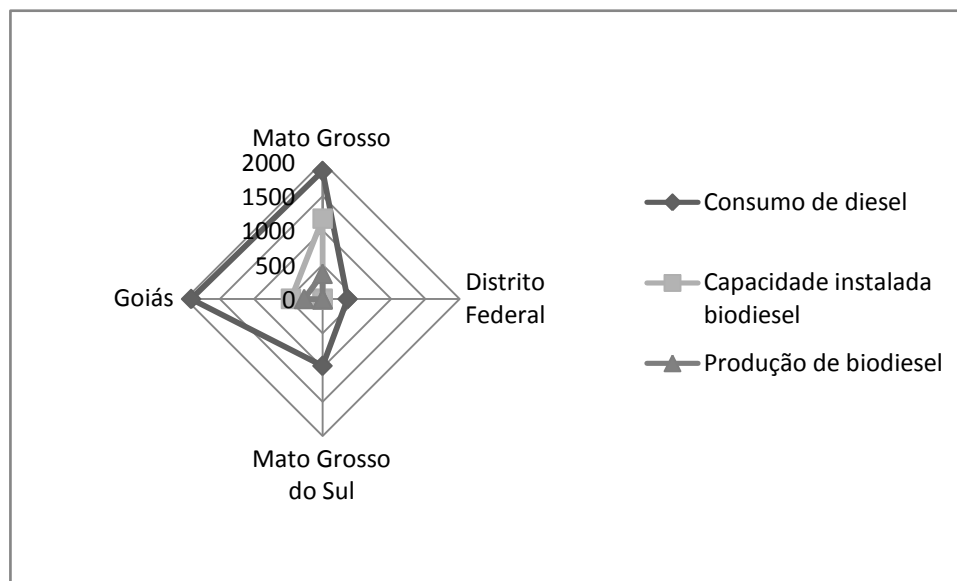 Mato Grosso
2000
1500
1000
500
0
Goiás
Distrito
Federal
Mato Grosso
do Sul
Consumo de diesel
Capacidade instalada
biodiesel
Produção de biodiesel